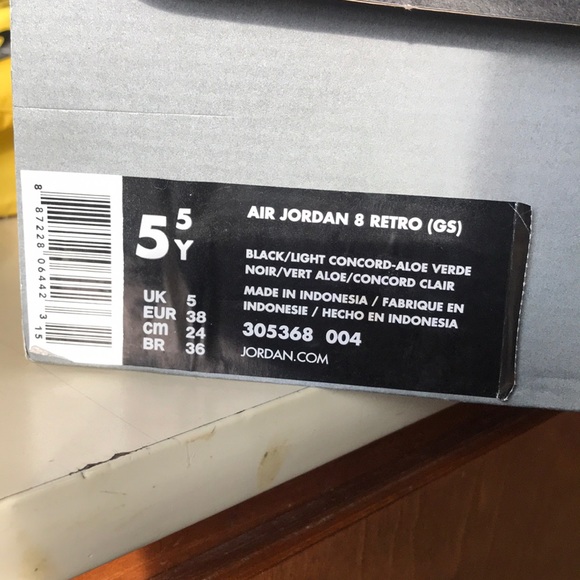 8 87228 06442 3 15
5 5 Y
UK 5
EUR 38
cm 24
BR 36
AIR JORDAN 8 RETRO (GS)
BLACK/LIGHT CONCORD-ALOE VERDE
NOIR/VERT ALOE/CONCORD CLAIR
MADE IN INDONESIA / FABRIQUE EN
INDONESIE / HECHO EN INDONESIA
305368 004
JORDAN.COM